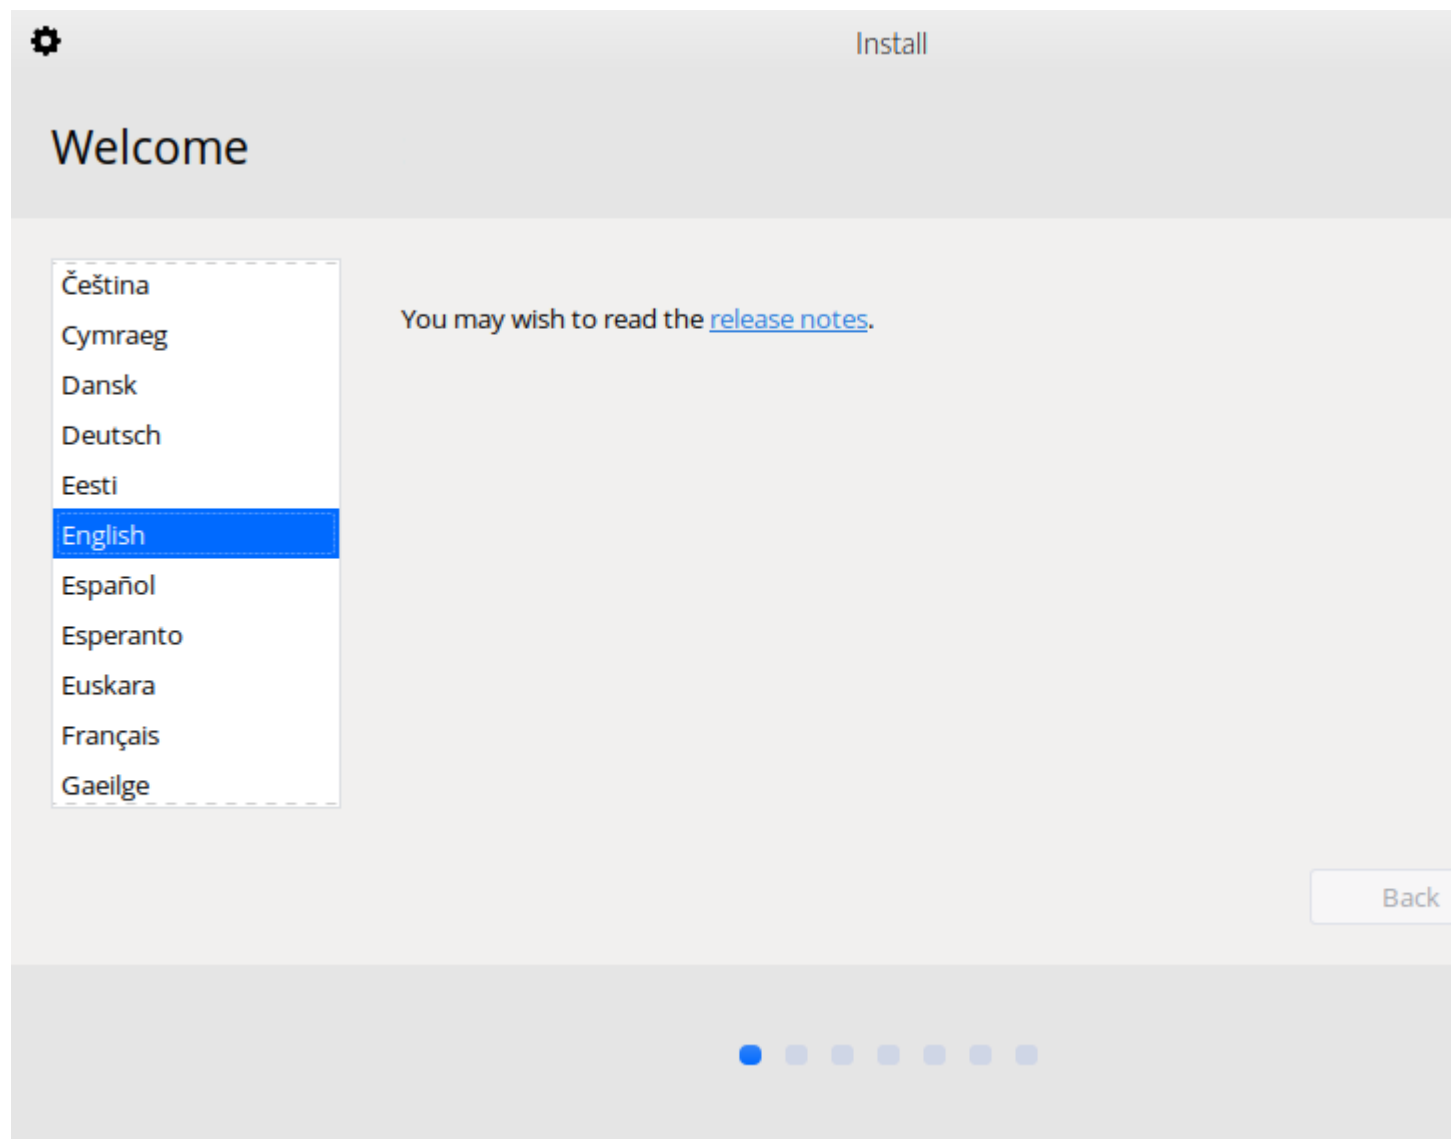 Install
Welcome
Čeština
Cymraeg
Dansk
Deutsch
Eesti
English
Español
Esperanto
Euskara
Français
Gaeilge
You may wish to read the release notes.
Back